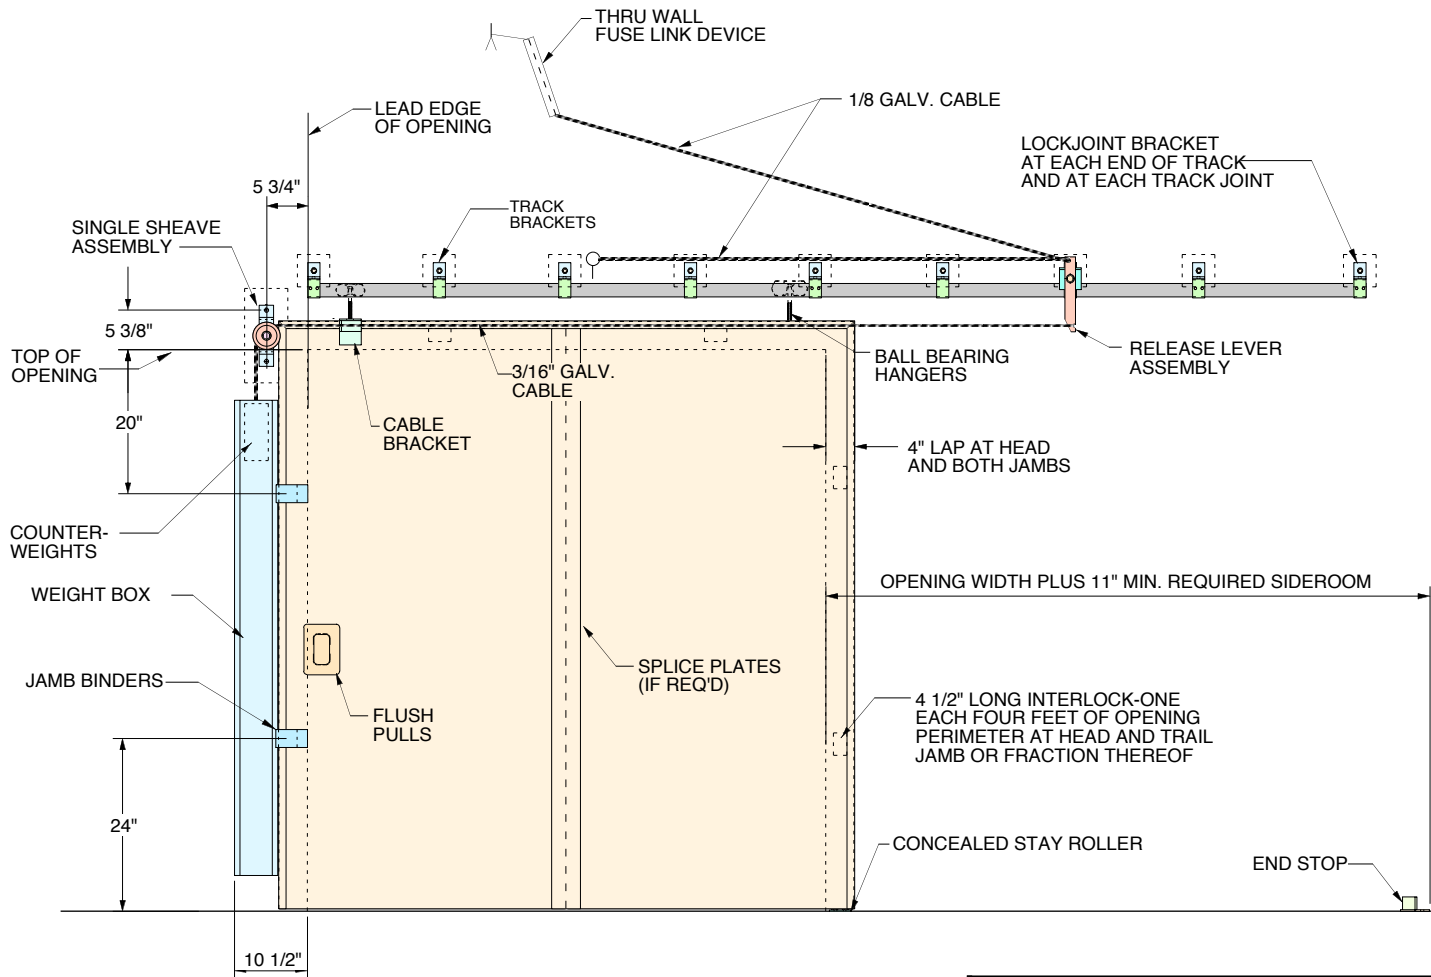 THRU WALL
FUSE LINK DEVICE
LEAD EDGE
OF OPENING
1/8 GALV. CABLE
LOCKJOINT BRACKET
AT EACH END OF TRACK
AND AT EACH TRACK JOINT
5 3/4"
TRACK
BRACKETS
SINGLE SHEAVE
ASSEMBLY
5 3/8"
TOP OF
OPENING
3/16" GALV.
CABLE
BALL BEARING
HANGERS
RELEASE LEVER
ASSEMBLY
20"
CABLE
BRACKET
4" LAP AT HEAD
AND BOTH JAMBS
COUNTER-
WEIGHTS
OPENING WIDTH PLUS 11" MIN. REQUIRED SIDEROOM
WEIGHT BOX
SPLICE PLATES
(IF REQ'D)
JAMB BINDERS
FLUSH
PULLS
4 1/2" LONG INTERLOCK-ONE
EACH FOUR FEET OF OPENING
PERIMETER AT HEAD AND TRAIL
JAMB OR FRACTION THEREOF
24"
CONCEALED STAY ROLLER
END STOP
10 1/2"